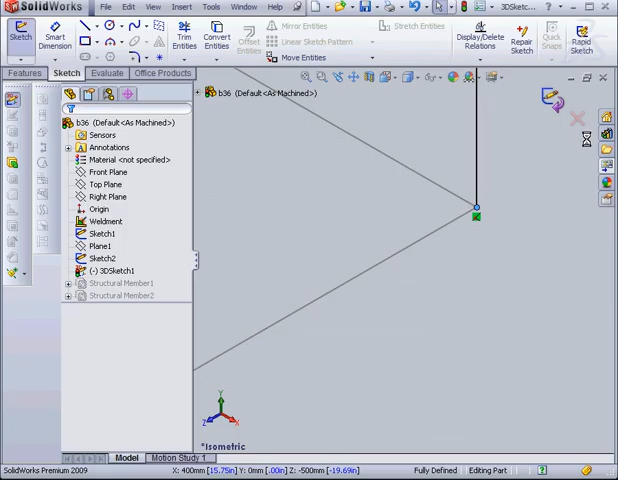 SolidWorks File Edit View Insert Tools Window Help 3DSketc...
Sketch Smart Dimension Trim Entities Convert Entities Offset Entities Mirror Entities Linear Sketch Pattern Move Entities Stretch Entities Display/Delete Relations Repair Sketch Quick Snaps Rapid Sketch
Features Sketch Evaluate Office Products
b36 (Default<As Machined>)
b36 (Default<As Machined>)
Sensors
Annotations
Material <not specified>
Front Plane
Top Plane
Right Plane
Origin
Weldment
Sketch1
Plane1
Sketch2
(-) 3DSketch1
Structural Member1
Structural Member2
Y
Z X
*Isometric
Model Motion Study 1
SolidWorks Premium 2009 X: 400mm [15.75in] Y: 0mm [.00in] Z: -500mm [-19.69in] Fully Defined Editing Part